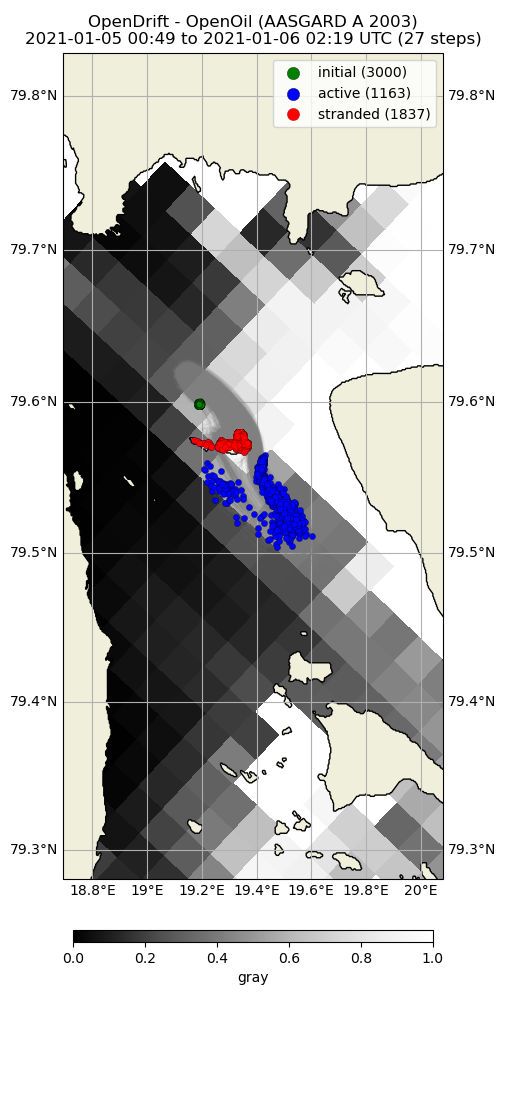 OpenDrift - OpenOil (AASGARD A 2003)
2021-01-05 00:49 to 2021-01-06 02:19 UTC (27 steps)
initial (3000)
active (1163)
stranded (1837)
79.8°N 79.8°N
79.7°N 79.7°N
79.6°N 79.6°N
79.5°N 79.5°N
79.4°N 79.4°N
79.3°N 79.3°N
18.8°E 19°E 19.2°E 19.4°E 19.6°E 19.8°E 20°E
0.0 0.2 0.4 0.6 0.8 1.0
gray